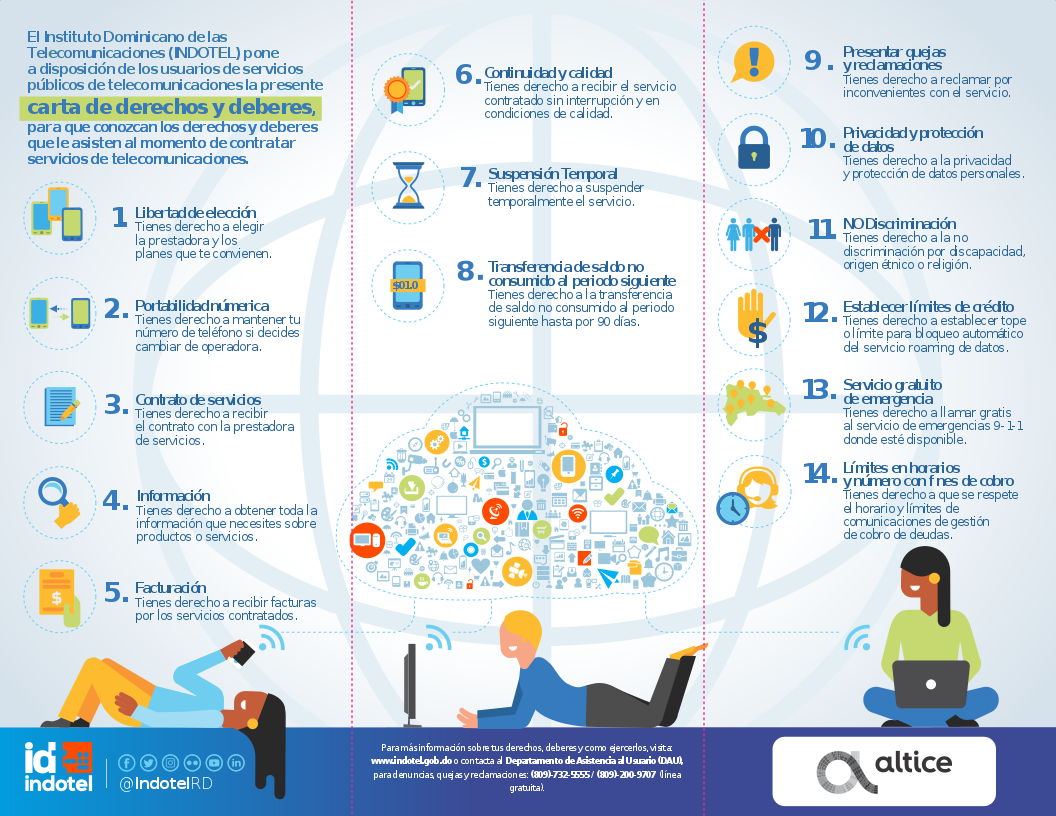 El Instituto Dominicano de las
Telecomunicaciones (INDOTEL) pone
a disposición de los usuarios de servicios
públicos de telecomunicaciones la presente
carta de derechos y deberes,
para que conozcan los derechos y deberes
que le asisten al momento de contratar
servicios de telecomunicaciones.
1 Libertad de elección
Tienes derecho a elegir
la prestadora y los
planes que te convienen.
2. Portabilidad númerica
Tienes derecho a mantener tu
número de teléfono si decides
cambiar de operadora.
3. Contrato de servicios
Tienes derecho a recibir
el contrato con la prestadora
de servicios.
4. Información
Tienes derecho a obtener toda la
información que necesites sobre
productos o servicios.
$
5. Facturación
Tienes derecho a recibir facturas
por los servicios contratados.
6. Continuidad y calidad
Tienes derecho a recibir el servicio
contratado sin interrupción y en
condiciones de calidad.
7. Suspensión Temporal
Tienes derecho a suspender
temporalmente el servicio.
$01.0
8. Transferencia de saldo no
consumido al periodo siguiente
Tienes derecho a la transferencia
de saldo no consumido al periodo
siguiente hasta por 90 días.
!
9. Presentar quejas
y reclamaciones
Tienes derecho a reclamar por
inconvenientes con el servicio.
10. Privacidad y protección
de datos
Tienes derecho a la privacidad
y protección de datos personales.
11. NO Discriminación
Tienes derecho a la no
discriminación por discapacidad,
origen étnico o religión.
$
12. Establecer límites de crédito
Tienes derecho a establecer tope
o límite para bloqueo automático
del servicio roaming de datos.
13. Servicio gratuito
de emergencia
Tienes derecho a llamar gratis
al servicio de emergencias 9-1-1
donde esté disponible.
14. Límites en horarios
y número con fines de cobro
Tienes derecho a que se respete
el horario y límites de
comunicaciones de gestión
de cobro de deudas.
id
indotel
@indotelRD
Para más información sobre tus derechos, deberes y como ejercerlos, visita:
www.indotel.gob.do o contacta al Departamento de Asistencia al Usuario (DAU),
para denuncias, quejas y reclamaciones: (809)-732-5555 / (809)-200-9707 (línea
gratuita).
altice